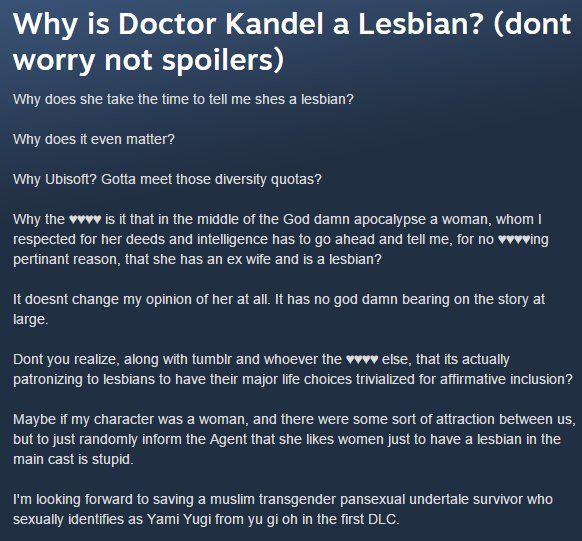 Why is Doctor Kandel a Lesbian? (dont
worry not spoilers)
Why does she take the time to tell me shes a lesbian?
Why does it even matter?
Why Ubisoft? Gotta meet those diversity quotas?
Why the ♥♥♥♥ is it that in the middle of the God damn apocalypse a woman, whom I
respected for her deeds and intelligence has to go ahead and tell me, for no ♥♥♥♥ing
pertinant reason, that she has an ex wife and is a lesbian?
It doesnt change my opinion of her at all. It has no god damn bearing on the story at
large.
Dont you realize, along with tumblr and whoever the ♥♥♥♥ else, that its actually
patronizing to lesbians to have their major life choices trivialized for affirmative inclusion?
Maybe if my character was a woman, and there were some sort of attraction between us,
but to just randomly inform the Agent that she likes women just to have a lesbian in the
main cast is stupid.
I'm looking forward to saving a muslim transgender pansexual undertale survivor who
sexually identifies as Yami Yugi from yu gi oh in the first DLC.